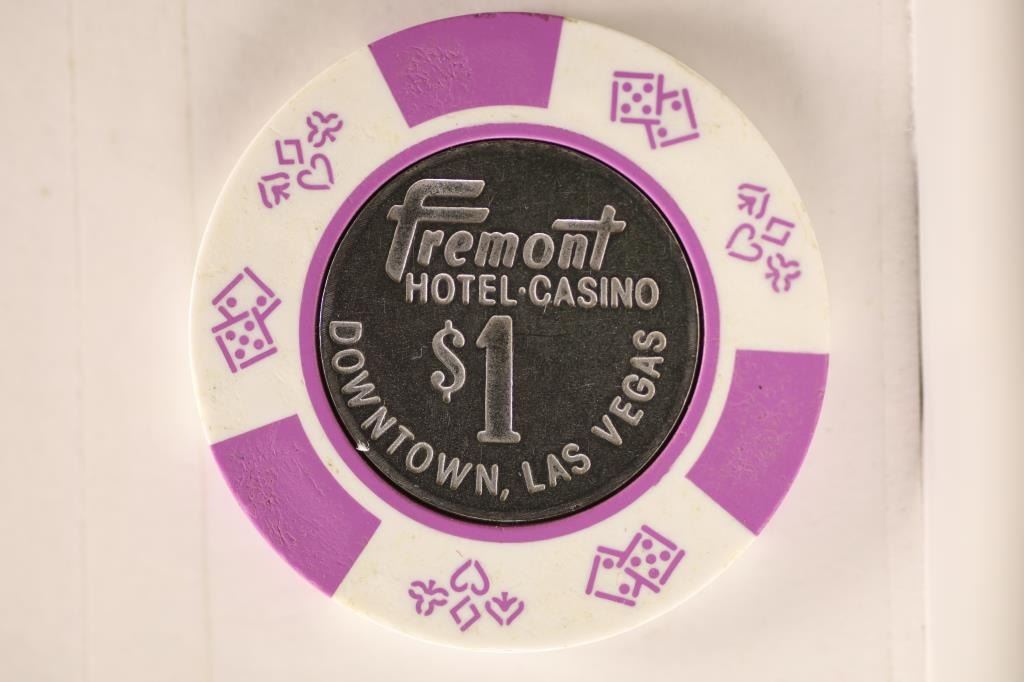 Fremont
HOTEL·CASINO
$1
DOWNTOWN, LAS VEGAS